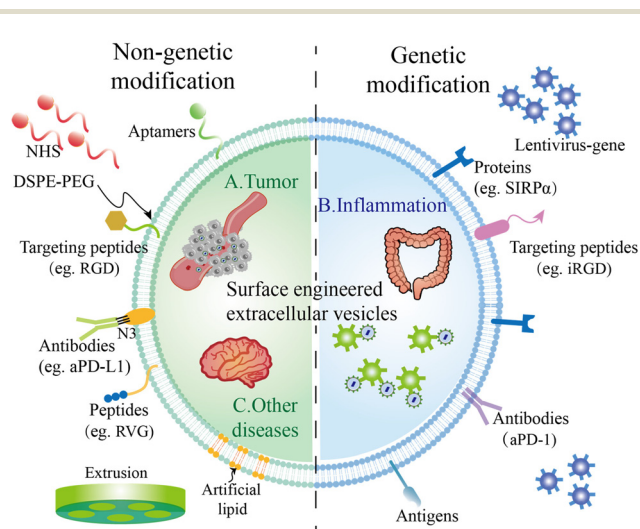 Non-genetic
modification
Genetic
modification
NHS
Aptamers
Lentivirus-gene
DSPE-PEG
A.Tumor
Proteins
(eg. SIRPα)
B.Inflammation
Targeting peptides
(eg. RGD)
Targeting peptides
(eg. iRGD)
Surface engineered
extracellular vesicles
N3
Antibodies
(eg. aPD-L1)
Peptides
(eg. RVG)
C.Other
diseases
Antibodies
(aPD-1)
Extrusion
Artificial
lipid
Antigens